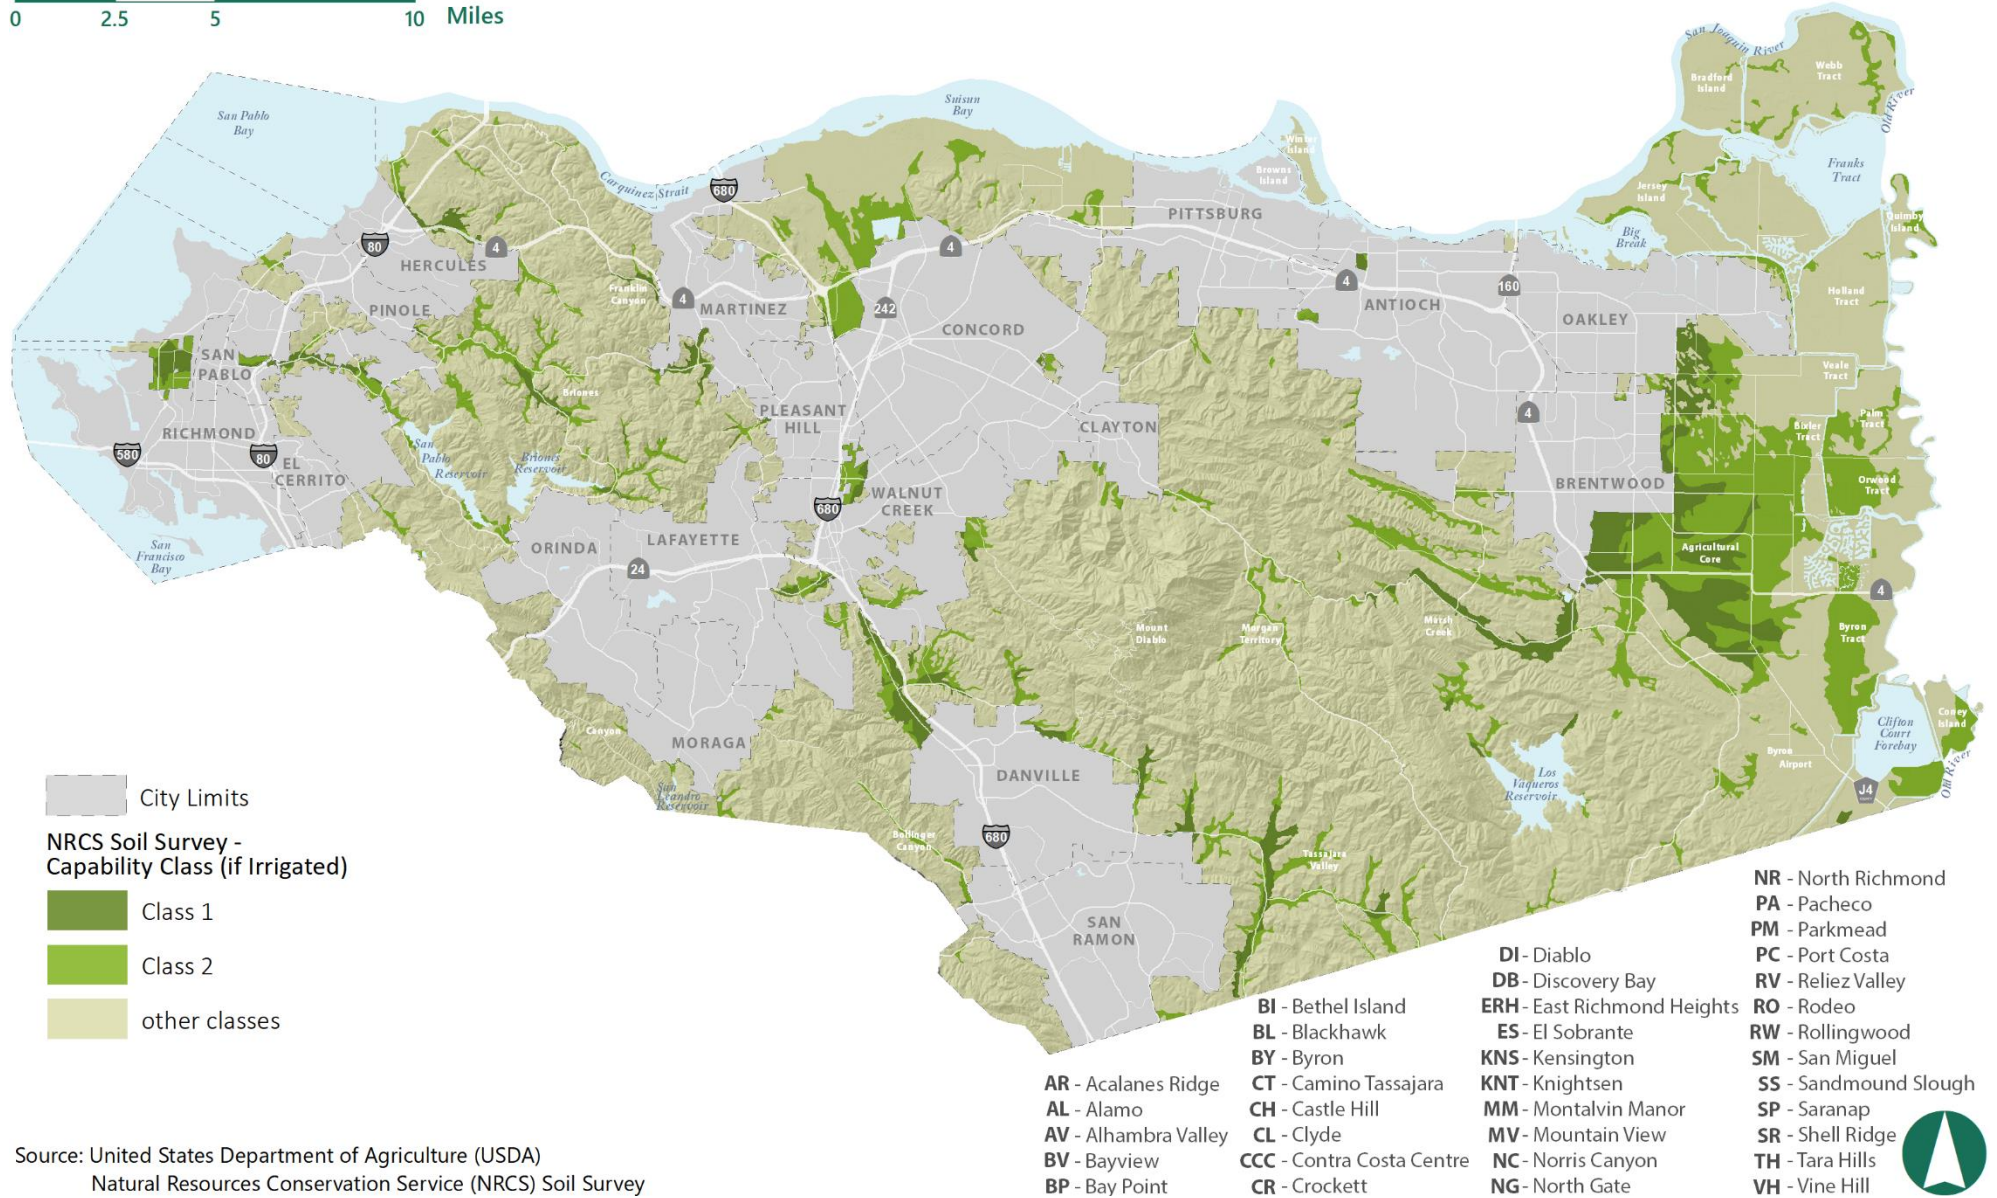 0 2.5 5 10 Miles
San Joaquin River
Bradford
Island
Webb
Tract
Old River
San Pablo
Bay
Suisun
Bay
Winter
Island
Browns
Island
Franks
Tract
Carquinez Strait
680
Jersey
Island
Quimby
Island
PITTSBURG
Big
Break
80
4
4
HERCULES
Franklin
Canyon
4
MARTINEZ
242
CONCORD
4
ANTIOCH
160
OAKLEY
Holland
Tract
PINOLE
SAN
PABLO
Veale
Tract
Briones
PLEASANT
HILL
CLAYTON
4
Palm
Tract
Bixler
Tract
RICHMOND
580
80
EL
CERRITO
San
Pablo
Reservoir
Briones
Reservoir
WALNUT
CREEK
680
BRENTWOOD
Orwood
Tract
San
Francisco
Bay
ORINDA
LAFAYETTE
24
Agricultural
Core
4
Mount
Diablo
Morgan
Territory
Marsh
Creek
Byron
Tract
Canyon
MORAGA
Clifton
Court
Forebay
Coney
Island
Old River
Byron
Airport
J4
San
Leandro
Reservoir
DANVILLE
Los
Vaqueros
Reservoir
680
Bollinger
Canyon
Tassajara
Valley
SAN
RAMON
City Limits
NRCS Soil Survey -
Capability Class (if Irrigated)
Class 1
Class 2
other classes
AR - Acalanes Ridge
AL - Alamo
AV - Alhambra Valley
BV - Bayview
BP - Bay Point
BI - Bethel Island
BL - Blackhawk
BY - Byron
CT - Camino Tassajara
CH - Castle Hill
CL - Clyde
CCC - Contra Costa Centre
CR - Crockett
DI - Diablo
DB - Discovery Bay
ERH - East Richmond Heights
ES - El Sobrante
KNS - Kensington
KNT - Knightsen
MM - Montalvin Manor
MV - Mountain View
NC - Norris Canyon
NG - North Gate
NR - North Richmond
PA - Pacheco
PM - Parkmead
PC - Port Costa
RV - Reliez Valley
RO - Rodeo
RW - Rollingwood
SM - San Miguel
SS - Sandmound Slough
SP - Saranap
SR - Shell Ridge
TH - Tara Hills
VH - Vine Hill
Source: United States Department of Agriculture (USDA)
Natural Resources Conservation Service (NRCS) Soil Survey